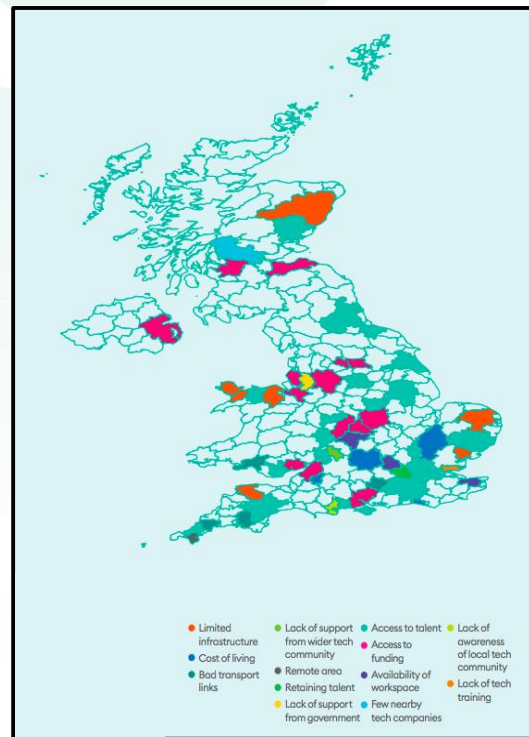 Limited
infrastructure
Cost of living
Bad transport
links
Lack of support
from wider tech
community
Remote area
Retaining talent
Lack of support
from government
Access to talent
Access to
funding
Availability of
workspace
Few nearby
tech companies
Lack of
awareness
of local tech
community
Lack of tech
training